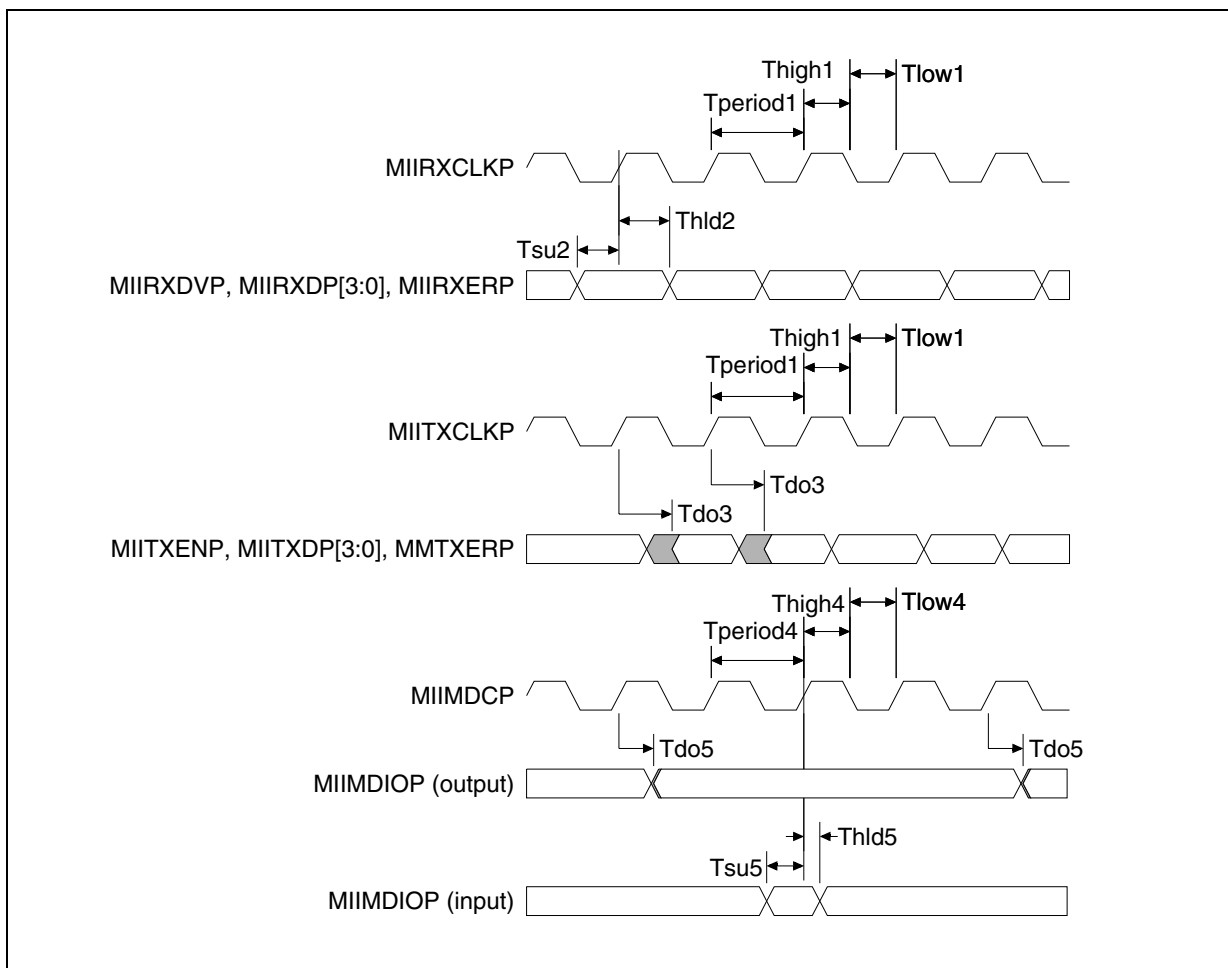 Thigh1 Tlow1
Tperiod1
MIIRXCLKP
Thld2
Tsu2
MIIRXDVP, MIIRXDP[3:0], MIIRXERP
Thigh1 Tlow1
Tperiod1
MIITXCLKP
Tdo3
Tdo3
MIITXENP, MIITXDP[3:0], MMTXERP
Thigh4 Tlow4
Tperiod4
MIIMDCP
Tdo5 Tdo5
MIIMDIOP (output)
Thld5
Tsu5
MIIMDIOP (input)